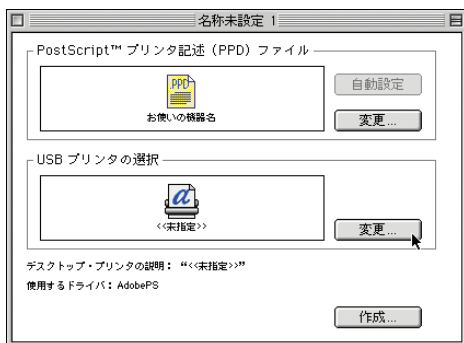 名称未設定 1
PostScript™ プリンタ記述（PPD）ファイル
PPD
自動設定
お使いの機器名
変更...
USB プリンタの選択
a
<<未指定>>
変更...
デスクトップ・プリンタの説明： “<<未指定>>”
使用するドライバ：AdobePS
作成...